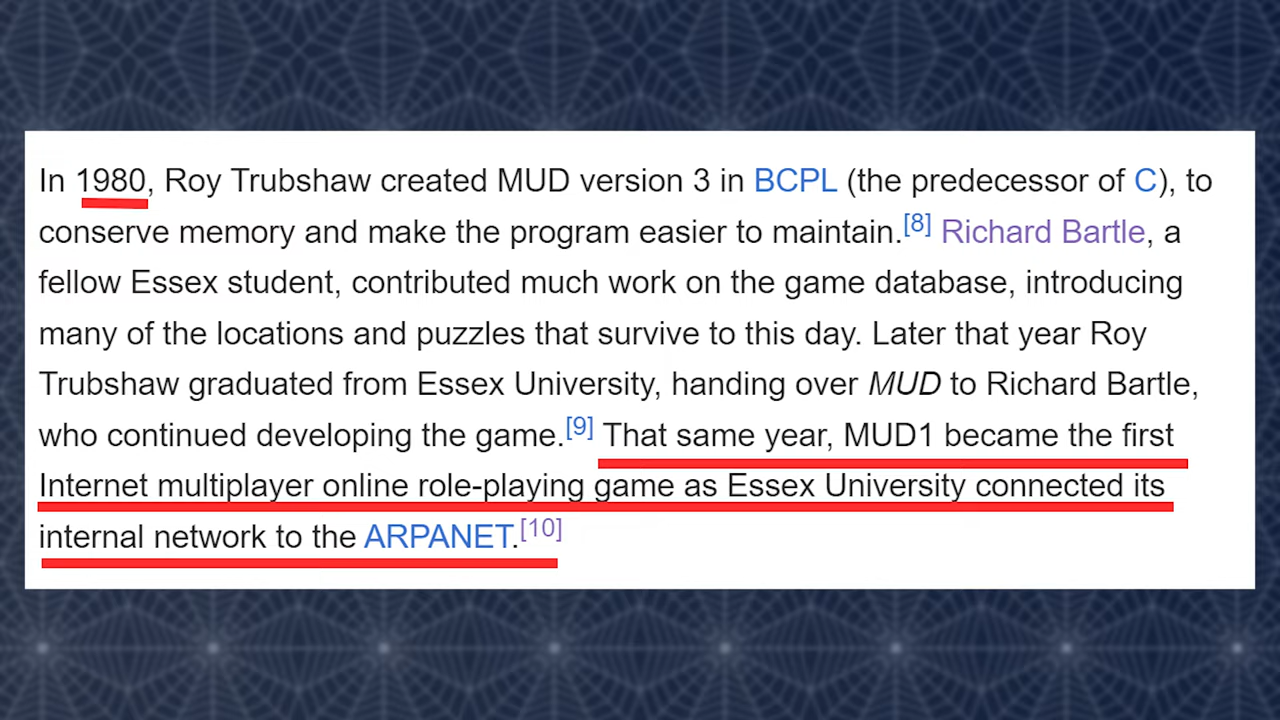 In 1980, Roy Trubshaw created MUD version 3 in BCPL (the predecessor of C), to
conserve memory and make the program easier to maintain.[8] Richard Bartle, a
fellow Essex student, contributed much work on the game database, introducing
many of the locations and puzzles that survive to this day. Later that year Roy
Trubshaw graduated from Essex University, handing over MUD to Richard Bartle,
who continued developing the game.[9] That same year, MUD1 became the first
Internet multiplayer online role-playing game as Essex University connected its
internal network to the ARPANET.[10]